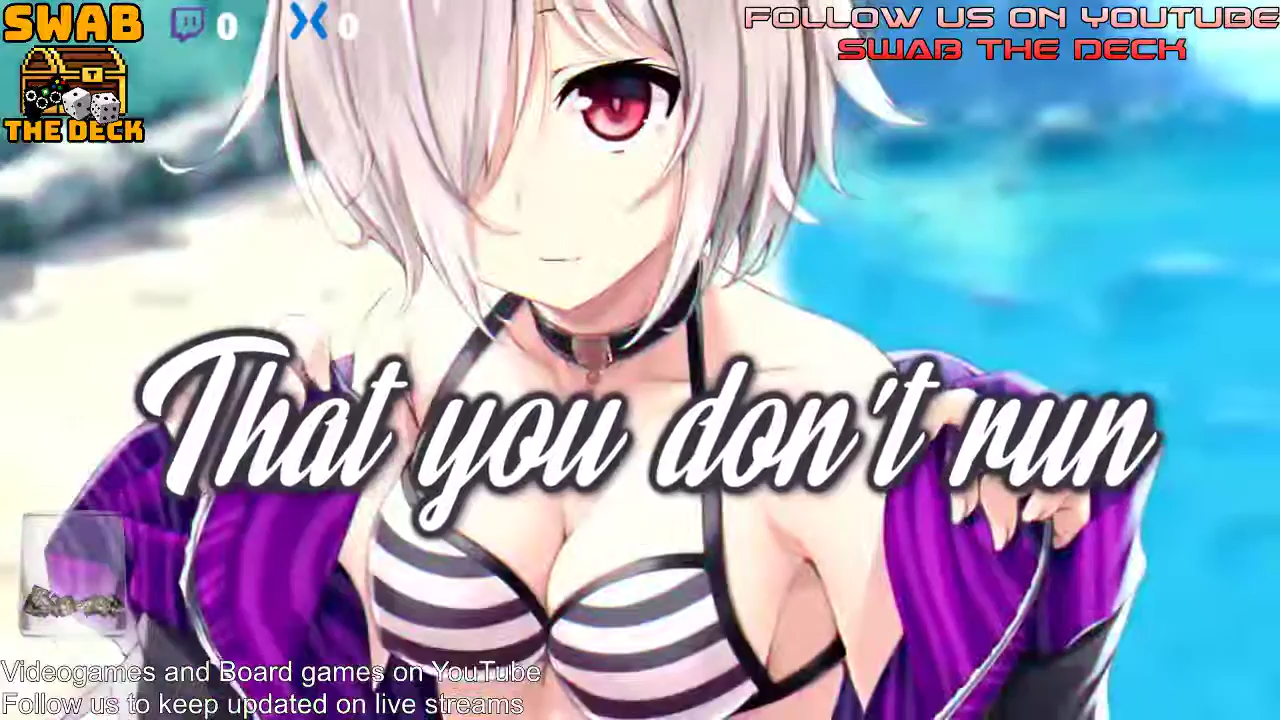 SWAB
THE DECK
0
0
FOLLOW US ON YOUTUBE
SWAB THE DECK
That you don't run
Videogames and Board games on YouTube
Follow us to keep updated on live streams